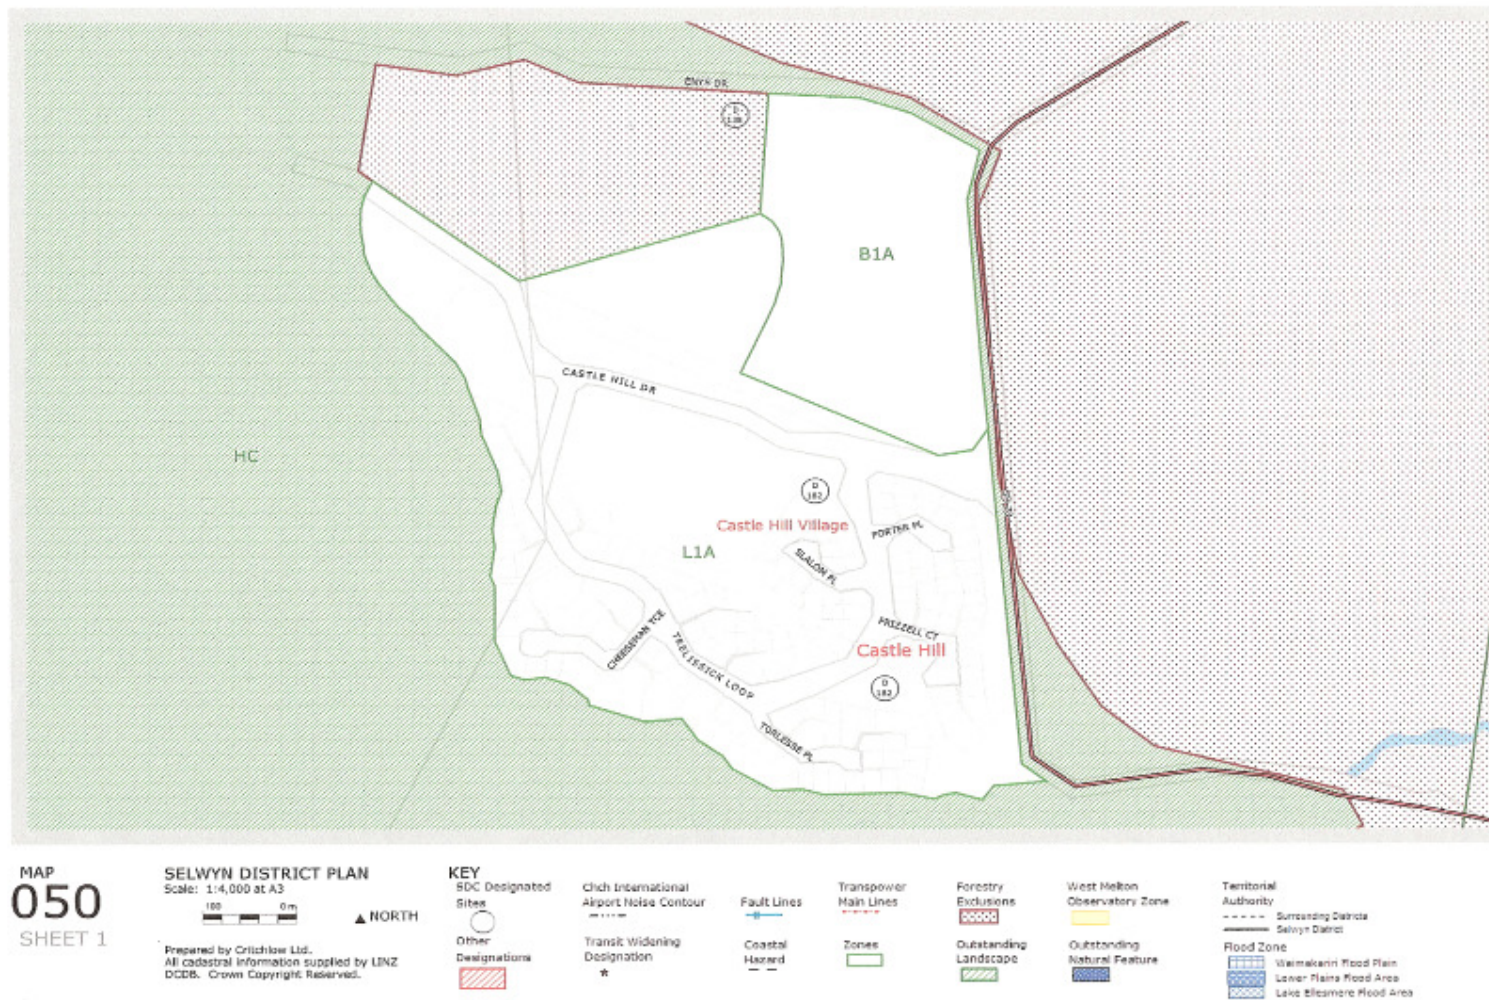 ENYS DR
B1A
CASTLE HILL DR
HC
D
182
Castle Hill Village
PORTER PL
L1A
SLALOM PL
FRIZZELL CT
CHEESEMAN TCE
Castle Hill
TRELISSICK LOOP
D
182
TORLESSE PL
MAP
050
SHEET 1
SELWYN DISTRICT PLAN
Scale: 1:4,000 at A3
100 0 m
NORTH
Prepared by Critchlow Ltd.
All cadastral information supplied by LINZ
DCDB. Crown Copyright Reserved.
KEY
SDC Designated
Sites
Other
Designations
Chch International
Airport Noise Contour
Transit Widening
Designation
*
Fault Lines
Coastal
Hazard
Transpower
Main Lines
Zones
Forestry
Exclusions
Outstanding
Landscape
West Melton
Observatory Zone
Outstanding
Natural Feature
Territorial
Authority
Surrounding Districts
Selwyn District
Flood Zone
Waimakariri Flood Plain
Lower Plains Flood Area
Lake Ellesmere Flood Area